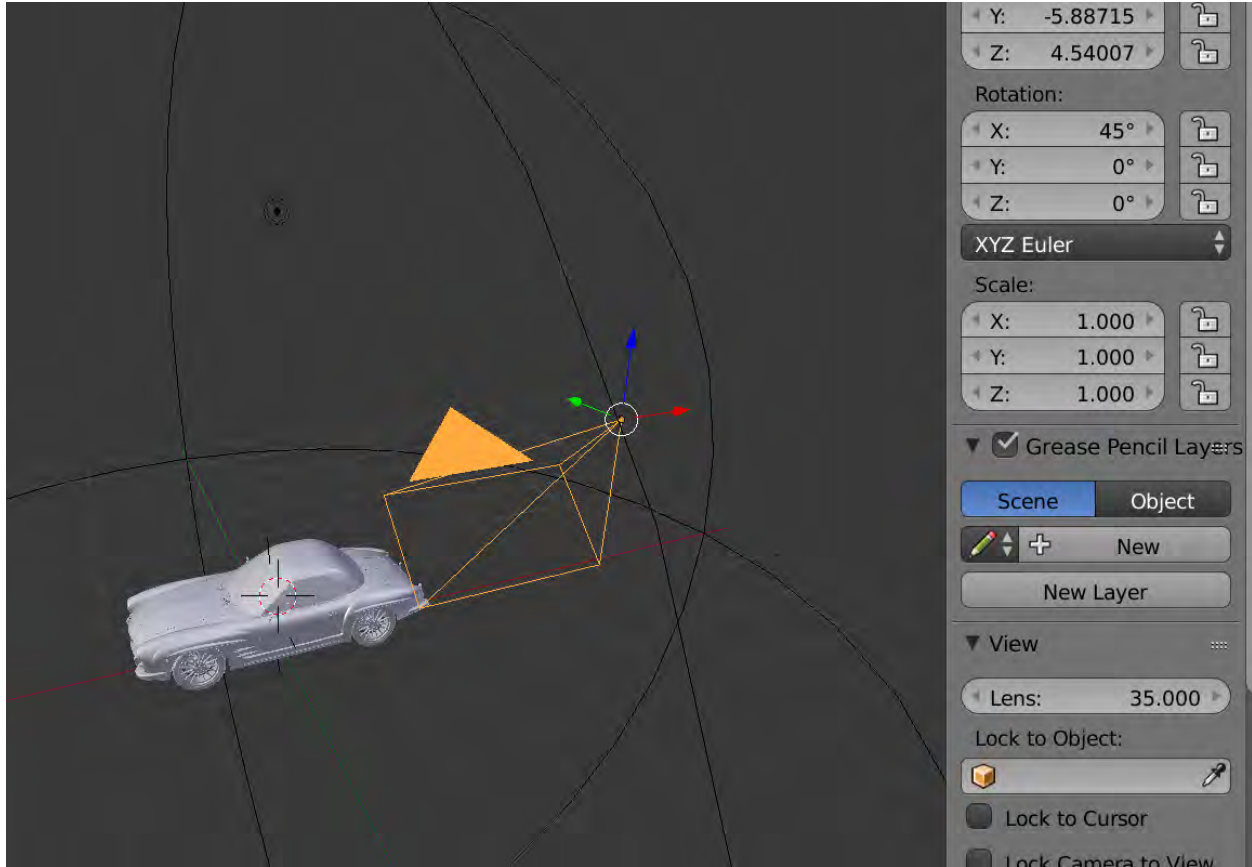 Y: -5.88715
Z: 4.54007
Rotation:
X: 45°
Y: 0°
Z: 0°
XYZ Euler
Scale:
X: 1.000
Y: 1.000
Z: 1.000
Grease Pencil Layers
Scene Object
New
New Layer
View
Lens: 35.000
Lock to Object:
Lock to Cursor
Lock Camera to View